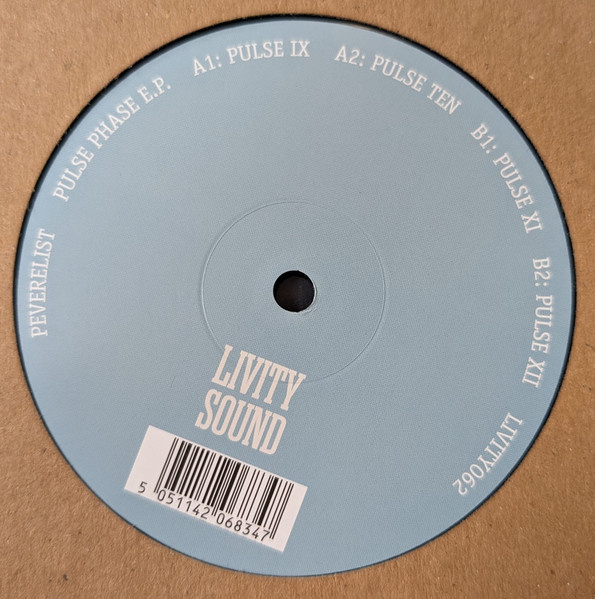 PEVERELIST PULSE PHASE E.P. A1: PULSE IX A2: PULSE TEN B1: PULSE XI B2: PULSE XII LIVITY062
LIVITY
SOUND
5 051142 068347